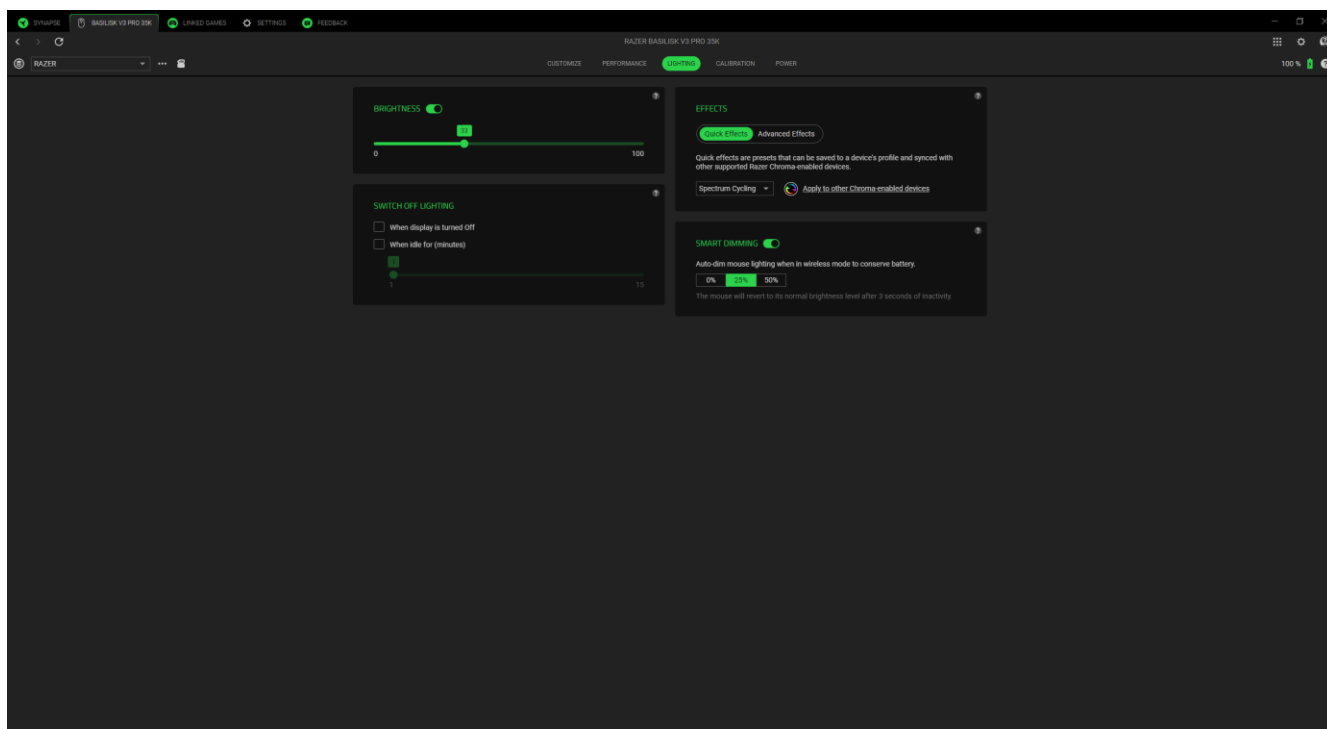 SYNAPSE
BASILISK V3 PRO 35K
LINKED GAMES
SETTINGS
FEEDBACK
RAZER BASILISK V3 PRO 35K
RAZER
CUSTOMIZE
PERFORMANCE
LIGHTING
CALIBRATION
POWER
100 %
BRIGHTNESS
33
0
100
SWITCH OFF LIGHTING
When display is turned Off
When idle for (minutes)
1
1
15
EFFECTS
Quick Effects
Advanced Effects
Quick effects are presets that can be saved to a device's profile and synced with
other supported Razer Chroma-enabled devices.
Spectrum Cycling
Apply to other Chroma-enabled devices
SMART DIMMING
Auto-dim mouse lighting when in wireless mode to conserve battery.
0%
25%
50%
The mouse will revert to its normal brightness level after 3 seconds of inactivity.